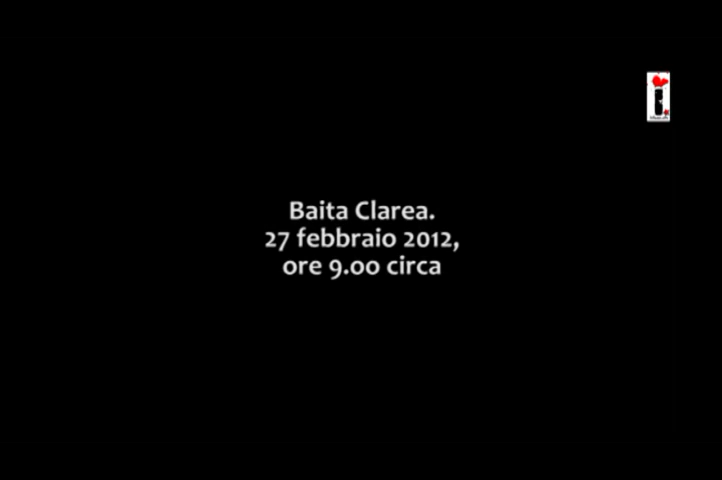 Baita Clarea.
27 febbraio 2012,
ore 9.00 circa